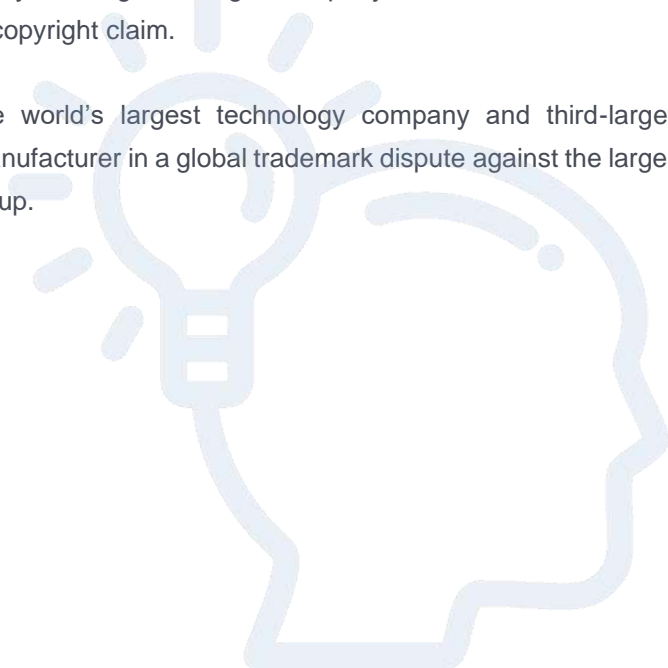 copyright claim.
world's largest technology company and third-large
nufacturer in a global trademark dispute against the large
up.